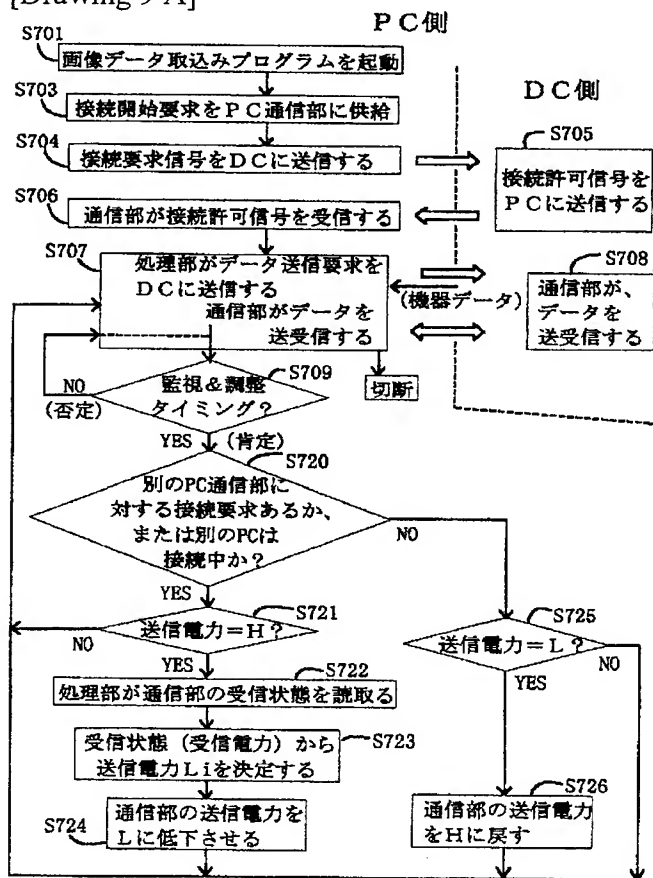 [Drawing 9 A]
PC側
S701
画像データ取込みプログラムを起動
DC側
S703
接続開始要求をPC通信部に供給
S704
接続要求信号をDCに送信する
S705
接続許可信号を
PCに送信する
S706
通信部が接続許可信号を受信する
S707
処理部がデータ送信要求を
DCに送信する
通信部がデータを
送受信する
(機器データ)
S708
通信部が、
データを
送受信する
S709
監視&調整
タイミング?
NO
(否定)
切断
YES
(肯定)
S720
別のPC通信部に
対する接続要求あるか、
または別のPCは
接続中か?
NO
YES
S721
送信電力=H?
NO
YES
S725
送信電力=L?
NO
YES
S722
処理部が通信部の受信状態を読取る
S723
受信状態(受信電力)から
送信電力Liを決定する
S724
通信部の送信電力を
Lに低下させる
S726
通信部の送信電力
をHに戻す